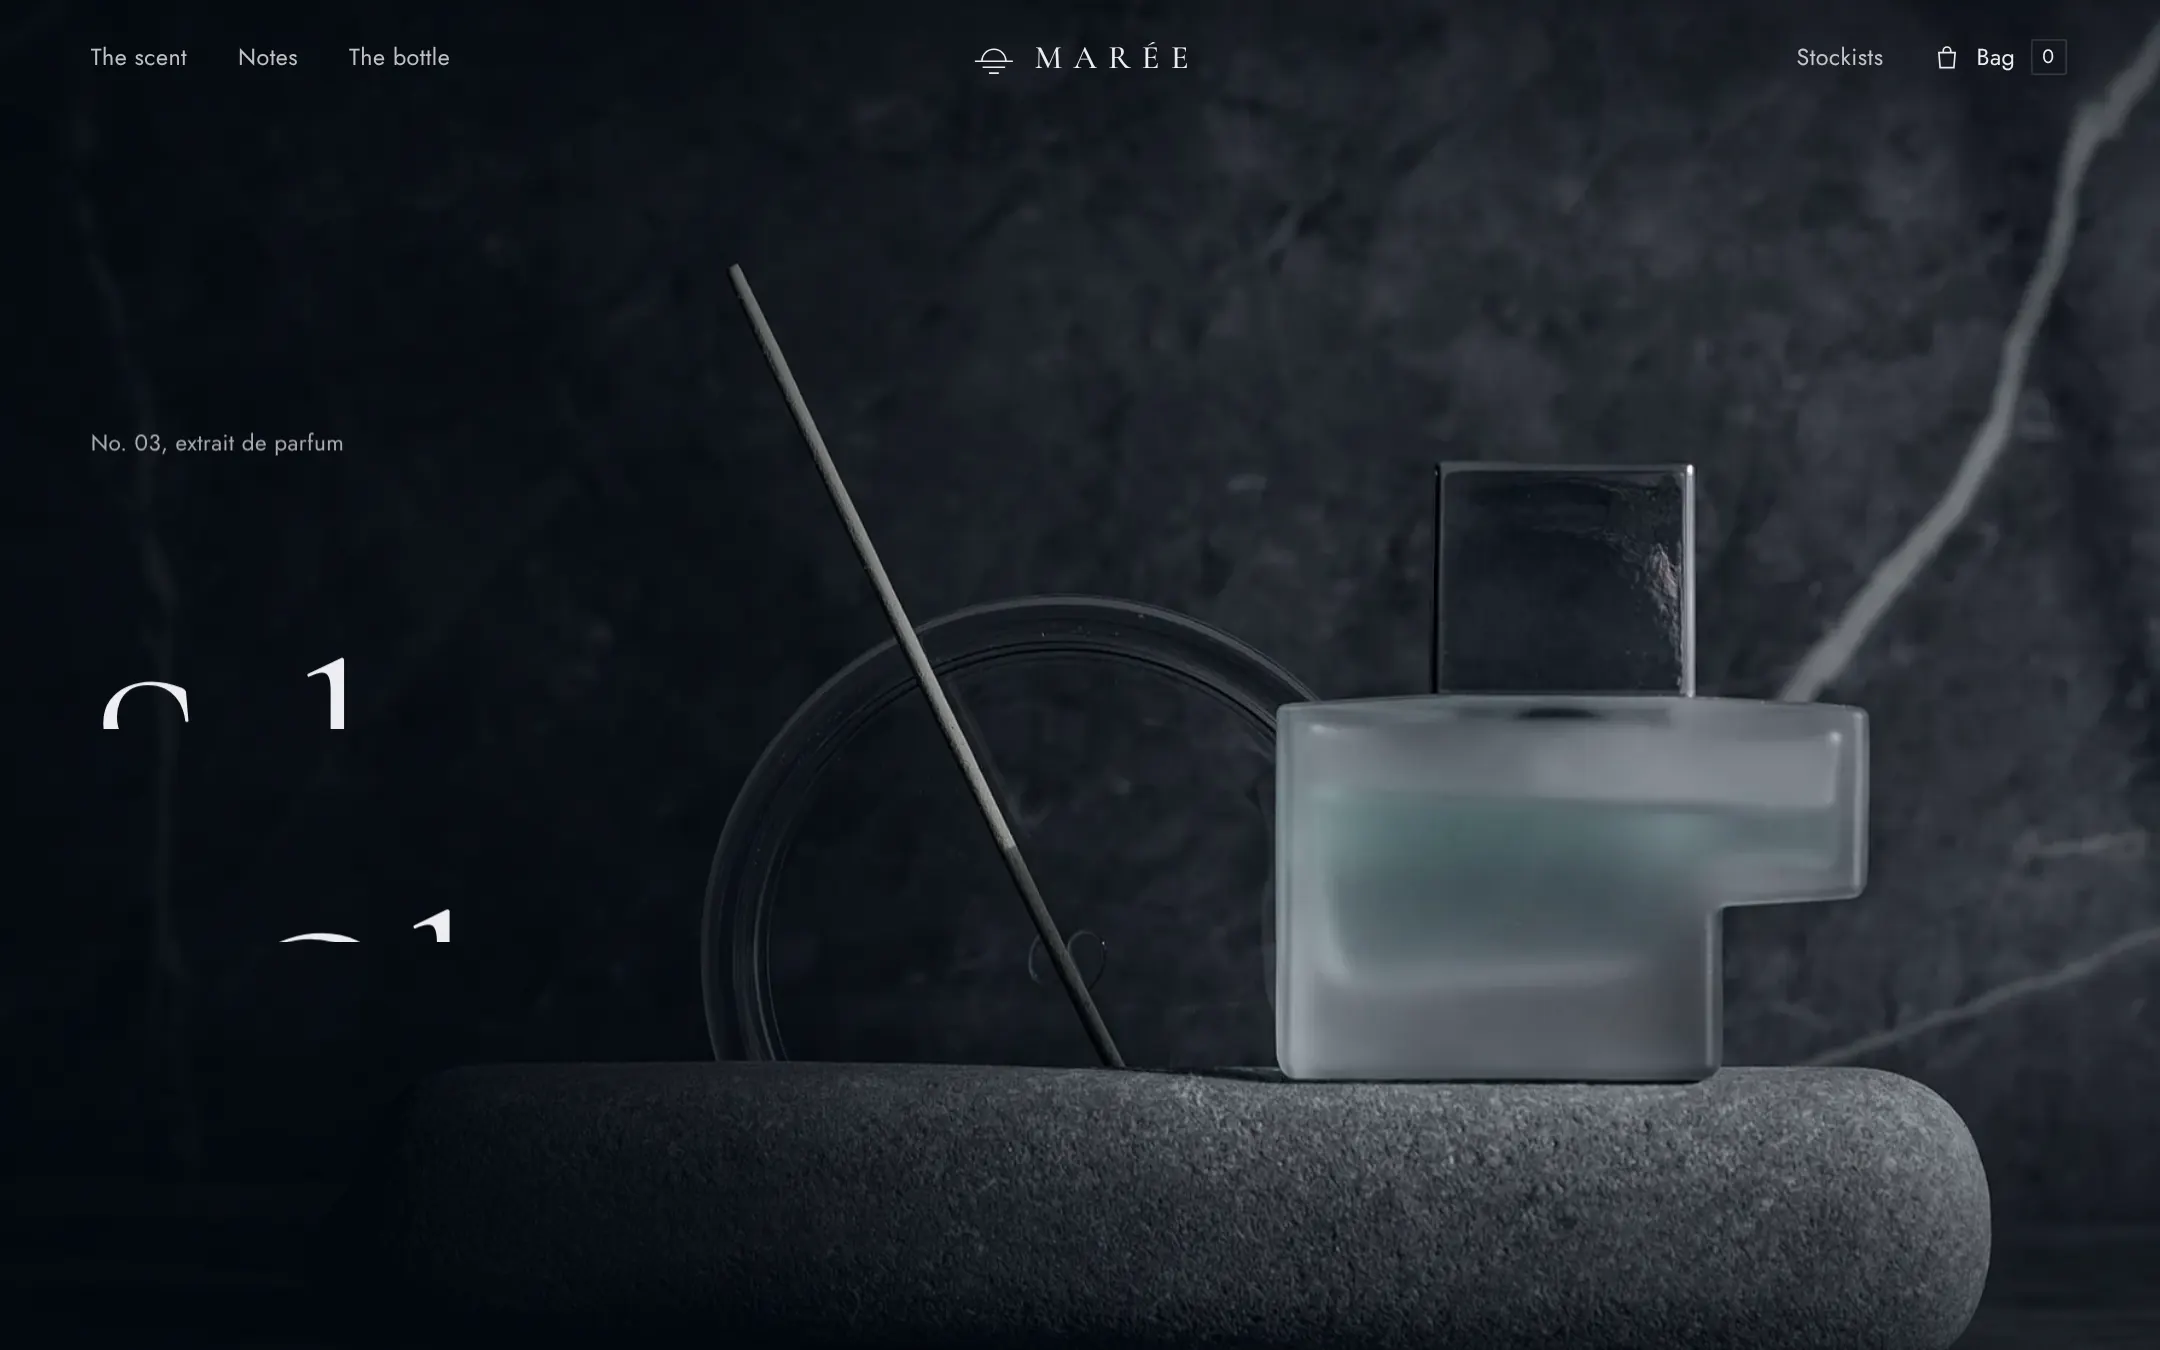 The scent Notes The bottle MARÉE Stockists Bag 0
No. 03, extrait de parfum